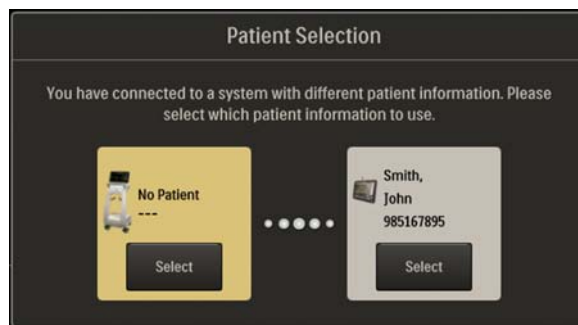 Patient Selection
You have connected to a system with different patient information. Please
select which patient information to use.
No Patient
---
Select
Smith,
John
985167895
Select